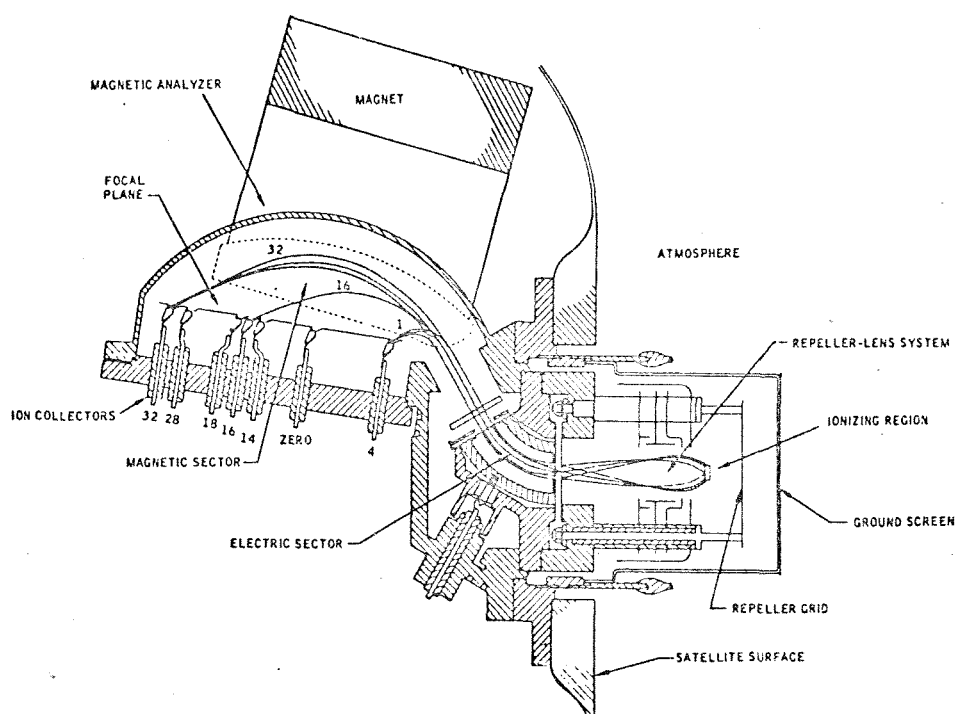 MAGNETIC ANALYZER
MAGNET
FOCAL
PLANE
ATMOSPHERE
32
16
1
REPELLER-LENS SYSTEM
ION COLLECTORS
32
28
18
16
14
ZERO
4
IONIZING REGION
MAGNETIC SECTOR
GROUND SCREEN
ELECTRIC SECTOR
REPELLER GRID
SATELLITE SURFACE